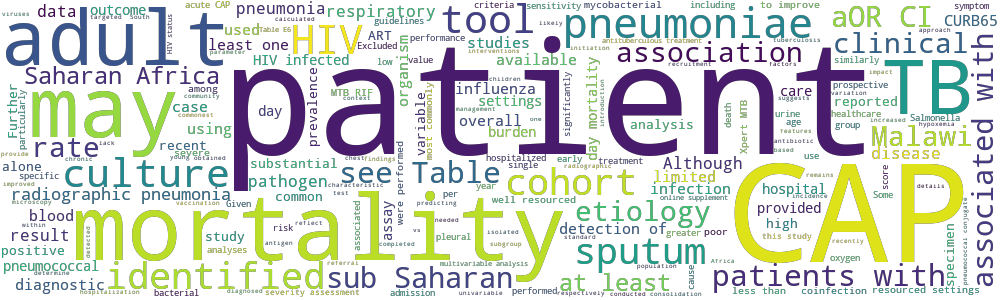 viruses targeted South acute CAP pneumonia respiratory criteria sensitivity mycobacterial to improve symptom
data outcome guidelines including CURB65
adult HIV tool pneumoniae aOR CI
HIV status used ART performance likely
least one Table E6 Excluded studies association clinical
calculated HIV infected value available antituberculous treatment
interventions initiation
Saharan Africa patient TB
may day prevalence MTB RIF organism influenza settings
Further particularly among community case using recent
overall burden variable most commonly day mortality analysis
children management one context
low recruitment factors tuberculosis impact
similarly approach prospective variation care reported
death suggests urine age features antibiotic Salmonella
increased hypoxemia healthcare group
rate lack commonest severe
culture see Table cohort Although limited Xpert MTB Malawi disease
alone substantial hospitalized single early treatment radiographic
chest findings
provide specific chronic young obtained
radiographic pneumonia pathogen common characteristic test
well resourced infection hospital use score
improved Given per year predicting online supplement remains incidence details Some
microscopy vaccination
blood mortality etiology CAP
result study risk reflect assay were performed associated
detection of greater poor provided high this study
positive analyses antigen completed vs pleural needed isolated subgroup
pneumococcal identified sputum
detected standard multivariable analysis cause Africa recently oxygen
diagnostic determine diagnosed referral sub Saharan at least patients with
population
hospitalization bacterial severity assessment admission univariable performed respectively conducted consolidation less than coinfection resourced settings
associated with
specimen
pneumococcal conjugate
significantly